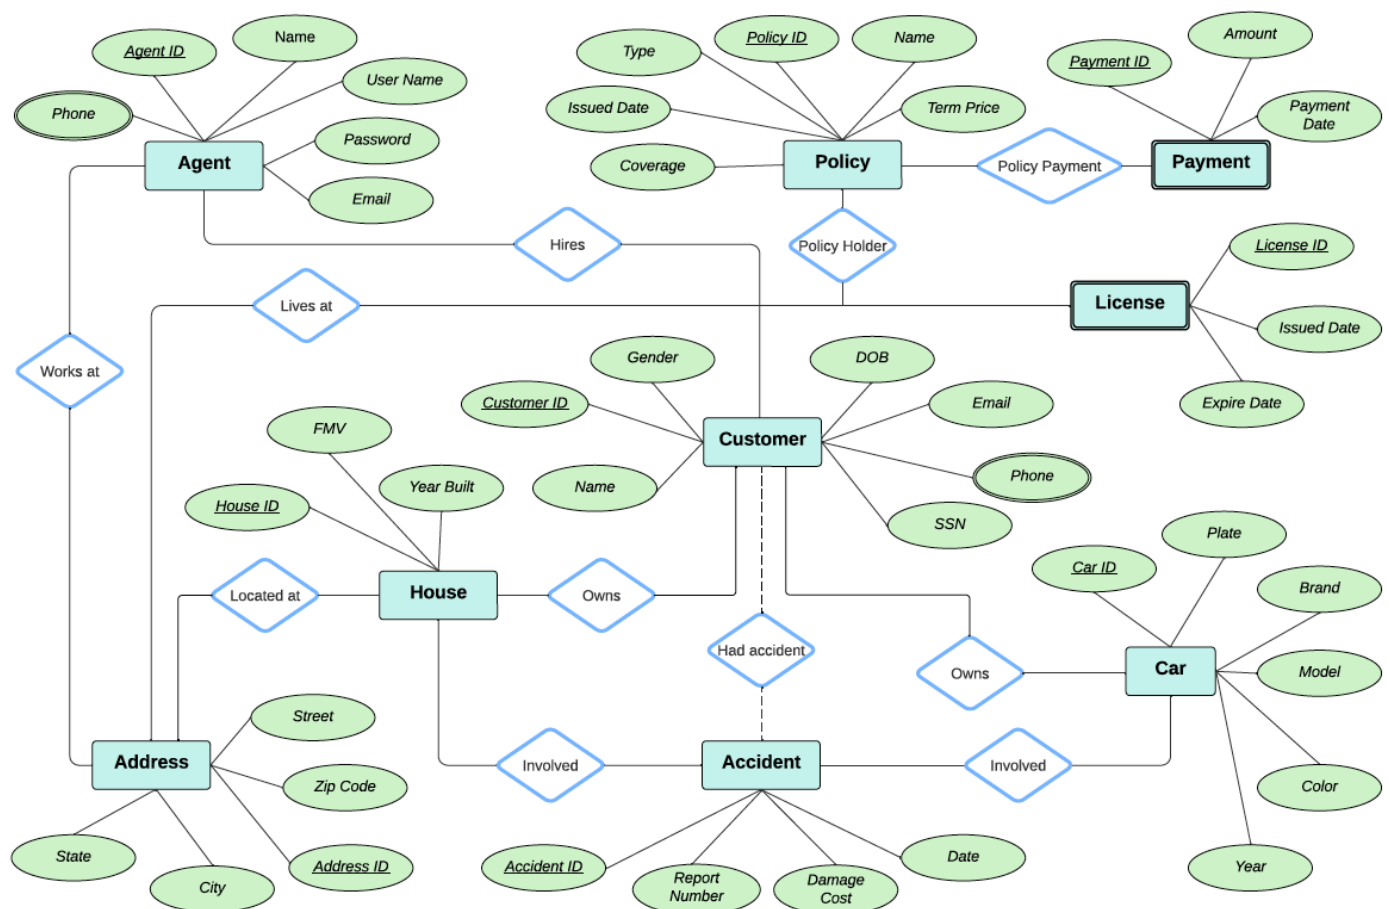 Agent ID
Name
User Name
Phone
Password
Agent
Email
Type
Policy ID
Name
Issued Date
Term Price
Coverage
Policy
Policy Payment
Payment ID
Amount
Payment
Date
Payment
Hires
Policy Holder
Lives at
License
License ID
Issued Date
Expire Date
Works at
Gender
DOB
Customer ID
Email
Customer
Name
Phone
SSN
FMV
Year Built
House ID
Located at
House
Owns
Had accident
Owns
Car ID
Plate
Brand
Car
Model
Color
Year
Street
Address
Zip Code
State
City
Address ID
Involved
Accident
Involved
Accident ID
Report
Number
Damage
Cost
Date